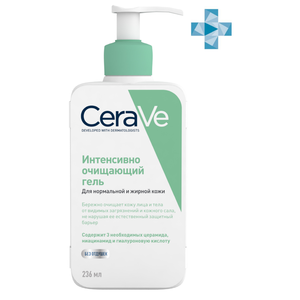 CeraVe
DEVELOPED WITH DERMATOLOGISTS
Интенсивно
очищающий
гель
Для нормальной и жирной кожи
Бережно очищает кожу лица и тела
от видимых загрязнений и кожного сала,
не нарушая ее естественный защитный
барьер
Содержит 3 необходимых церамида,
ниацинамид и гиалуроновую кислоту
236 мл